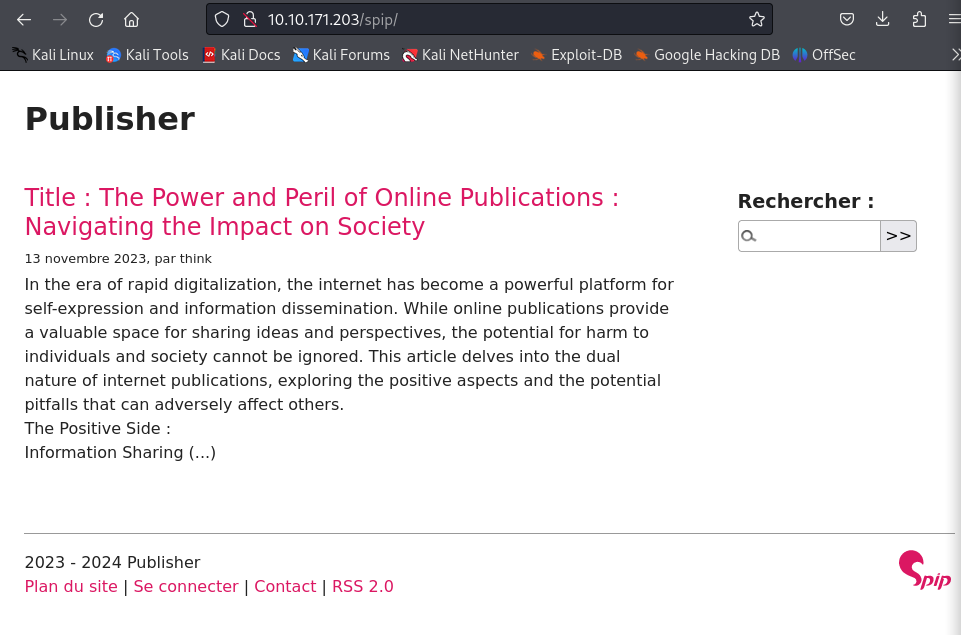 10.10.171.203/spip/
Kali Linux Kali Tools Kali Docs Kali Forums Kali NetHunter Exploit-DB Google Hacking DB OffSec
Publisher
Title : The Power and Peril of Online Publications :
Navigating the Impact on Society
13 novembre 2023, par think
In the era of rapid digitalization, the internet has become a powerful platform for
self-expression and information dissemination. While online publications provide
a valuable space for sharing ideas and perspectives, the potential for harm to
individuals and society cannot be ignored. This article delves into the dual
nature of internet publications, exploring the positive aspects and the potential
pitfalls that can adversely affect others.
The Positive Side :
Information Sharing (...)
Rechercher :
>>
2023 - 2024 Publisher
Plan du site | Se connecter | Contact | RSS 2.0
Spip